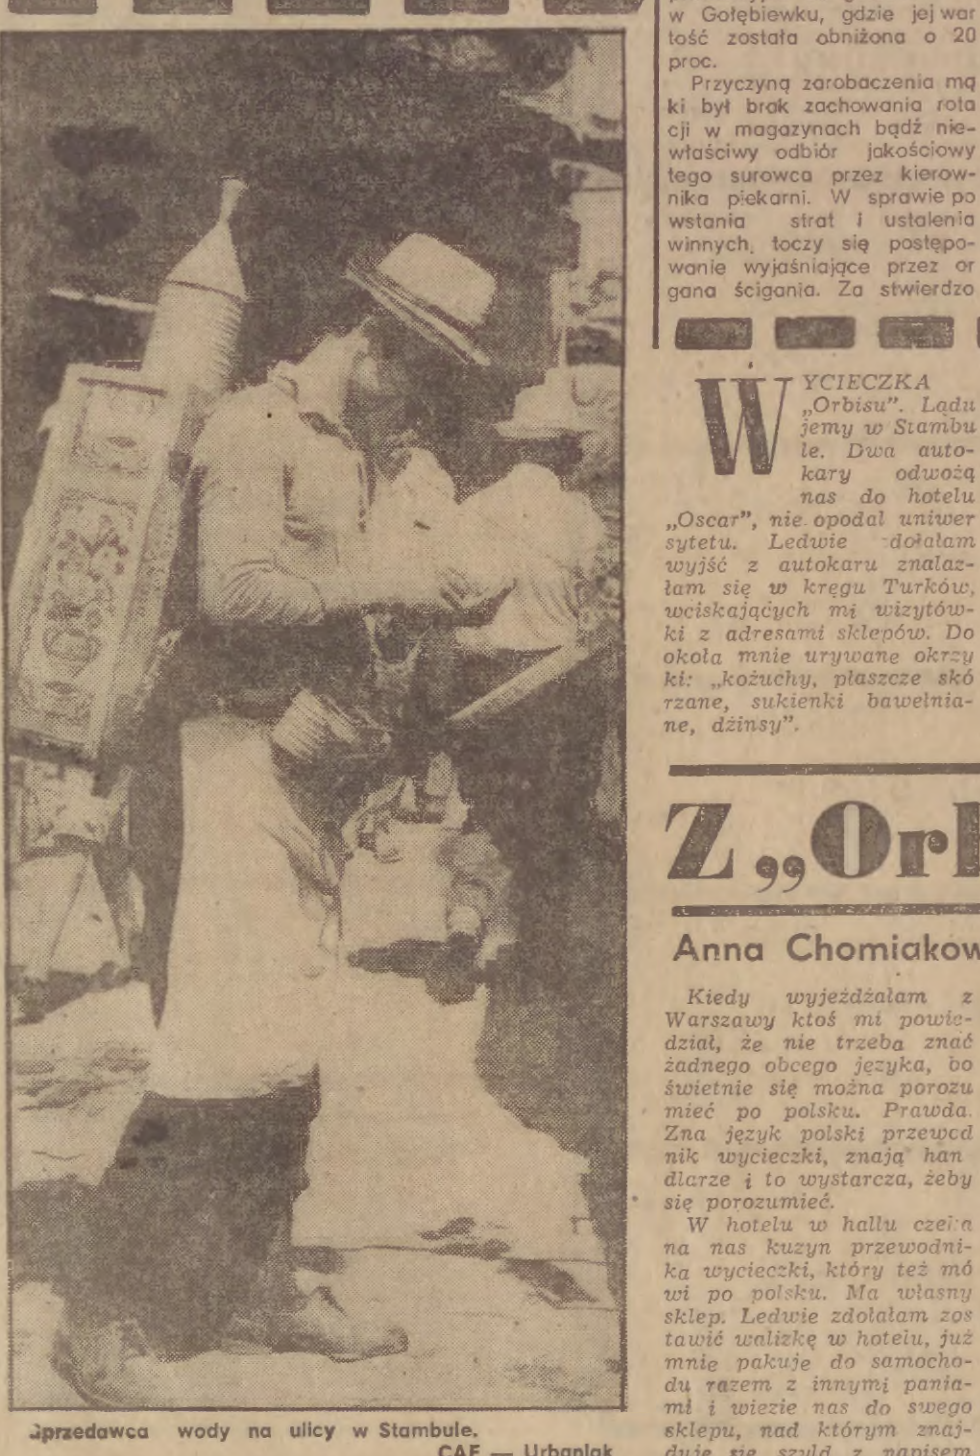 w Gołębiewku, gdzie jej war
tość została obniżona o 20
proc.
Przyczyną zarobaczenia mą
ki był brak zachowania rota
cji w magazynach bądź nie-
właściwy odbiór jakościowy
tego surowca przez kierow-
nika piekarni. W sprawie po
wstania strat i ustalenia
winnych, toczy się postępo-
wanie wyjaśniające przez or
gana ścigania. Za stwierdzo
WYCIECZKA
„Orbisu”. Lądu
jemy w Stambu
le. Dwa auto-
kary odwożą
nas do hotelu
„Oscar”, nie opodal uniwer
sytetu. Ledwie dołałam
wyjść z autokaru znalaz-
łam się w kręgu Turków,
wciskających mi wizytów-
ki z adresami sklepów. Do
okoła mnie urywane okrzy
ki: „kożuchy, płaszcze skó
rzane, sukienki bawełnia-
ne, dżinsy”.
Z „Orb
Anna Chomiakow
Kiedy wyjeżdżałam z
Warszawy ktoś mi powie-
dział, że nie trzeba znać
żadnego obcego języka, bo
świetnie się można porozu
mieć po polsku. Prawda.
Zna język polski przewod
nik wycieczki, znają han
dlarze i to wystarcza, żeby
się porozumieć.
W hotelu w hallu czeka
na nas kuzyn przewodni-
ka wycieczki, który też mó
wi po polsku. Ma własny
sklep. Ledwie zdołałam zos
tawić walizkę w hotelu, już
mnie pakuje do samocho-
du razem z innymi pania-
mi i wiezie nas do swego
sklepu, nad którym znaj-
duje się szyld z napisem
Sprzedawca wody na ulicy w Stambule.
CAF — Urbaniak